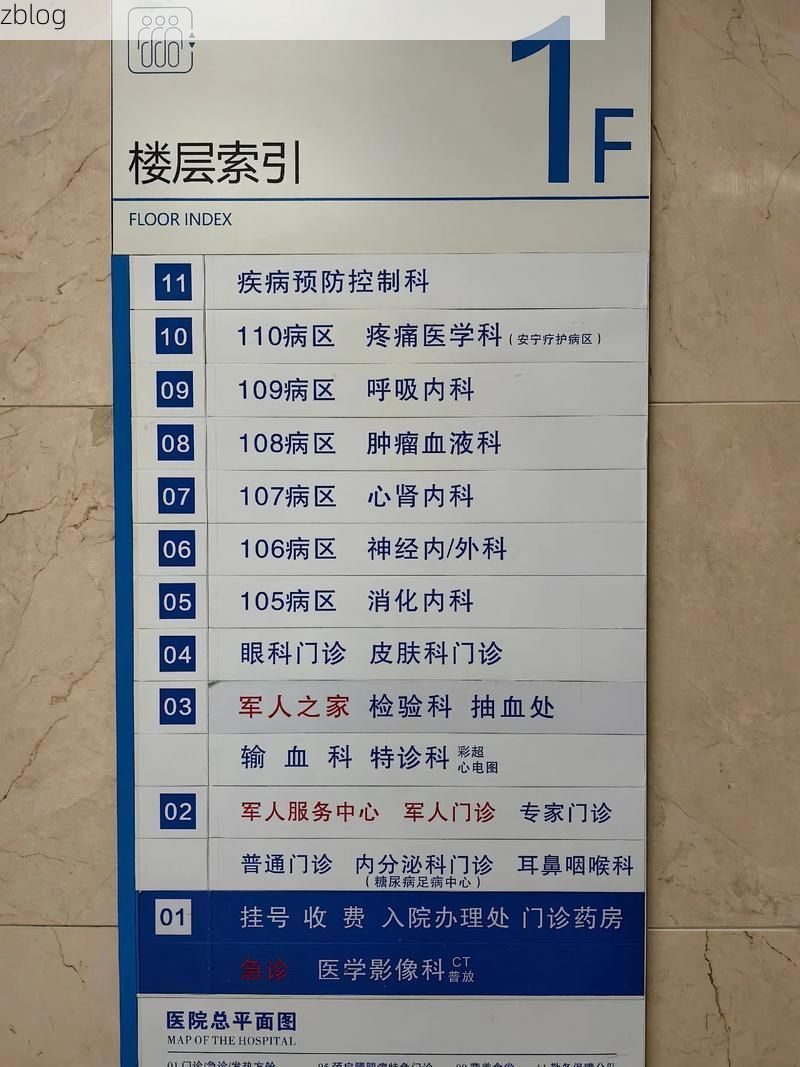 zblog
1F
楼层索引
FLOOR INDEX
11 疾病预防控制科
10 110病区 疼痛医学科(安宁疗护病区)
09 109病区 呼吸内科
08 108病区 肿瘤血液科
07 107病区 心肾内科
06 106病区 神经内/外科
05 105病区 消化内科
04 眼科门诊 皮肤科门诊
03 军人之家 检验科 抽血处
输血科 特诊科 彩超
心电图
02 军人服务中心 军人门诊 专家门诊
普通门诊 内分泌科门诊 耳鼻咽喉科
(糖尿病足病中心)
01 挂号 收费 入院办理处 门诊药房
急诊 医学影像科 CT
普放
医院总平面图
MAP OF THE HOSPITAL